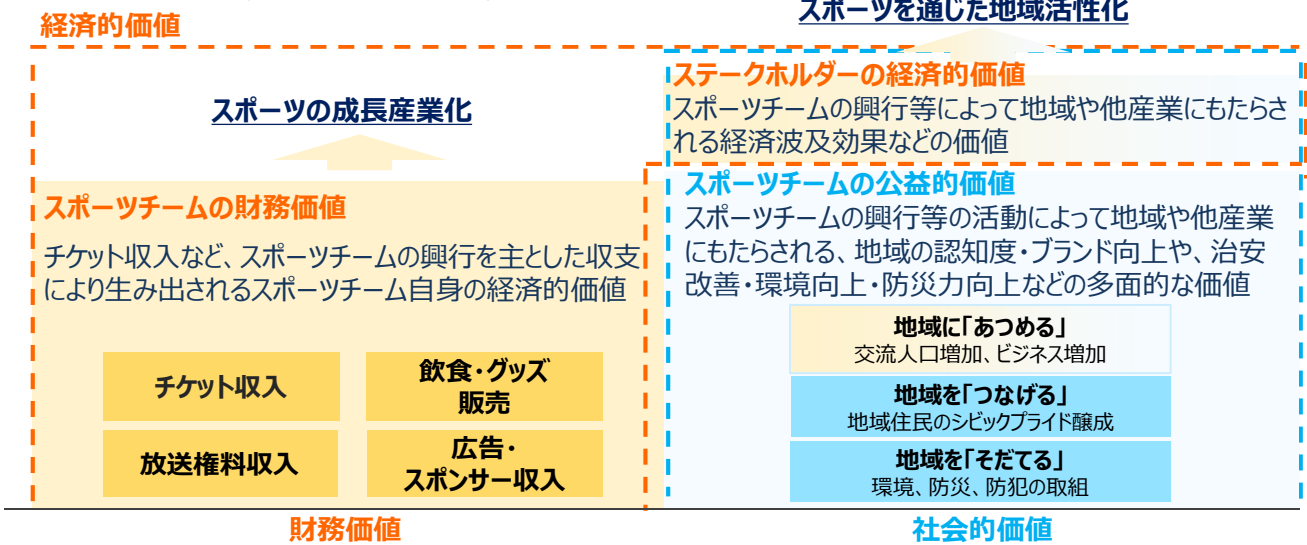 経済的価値
スポーツを通じた地域活性化
スポーツの成長産業化
ステークホルダーの経済的価値
スポーツチームの興行等によって地域や他産業にもたらさ
れる経済波及効果などの価値
スポーツチームの財務価値
チケット収入など、スポーツチームの興行を主とした収支
により生み出されるスポーツチーム自身の経済的価値
チケット収入
飲食・グッズ
販売
放送権料収入
広告・
スポンサー収入
スポーツチームの公益的価値
スポーツチームの興行等の活動によって地域や他産業
にもたらされる、地域の認知度・ブランド向上や、治安
改善・環境向上・防災力向上などの多面的な価値
地域に「あつめる」
交流人口増加、ビジネス増加
地域を「つなげる」
地域住民のシビックプライド醸成
地域を「そだてる」
環境、防災、防犯の取組
財務価値
社会的価値